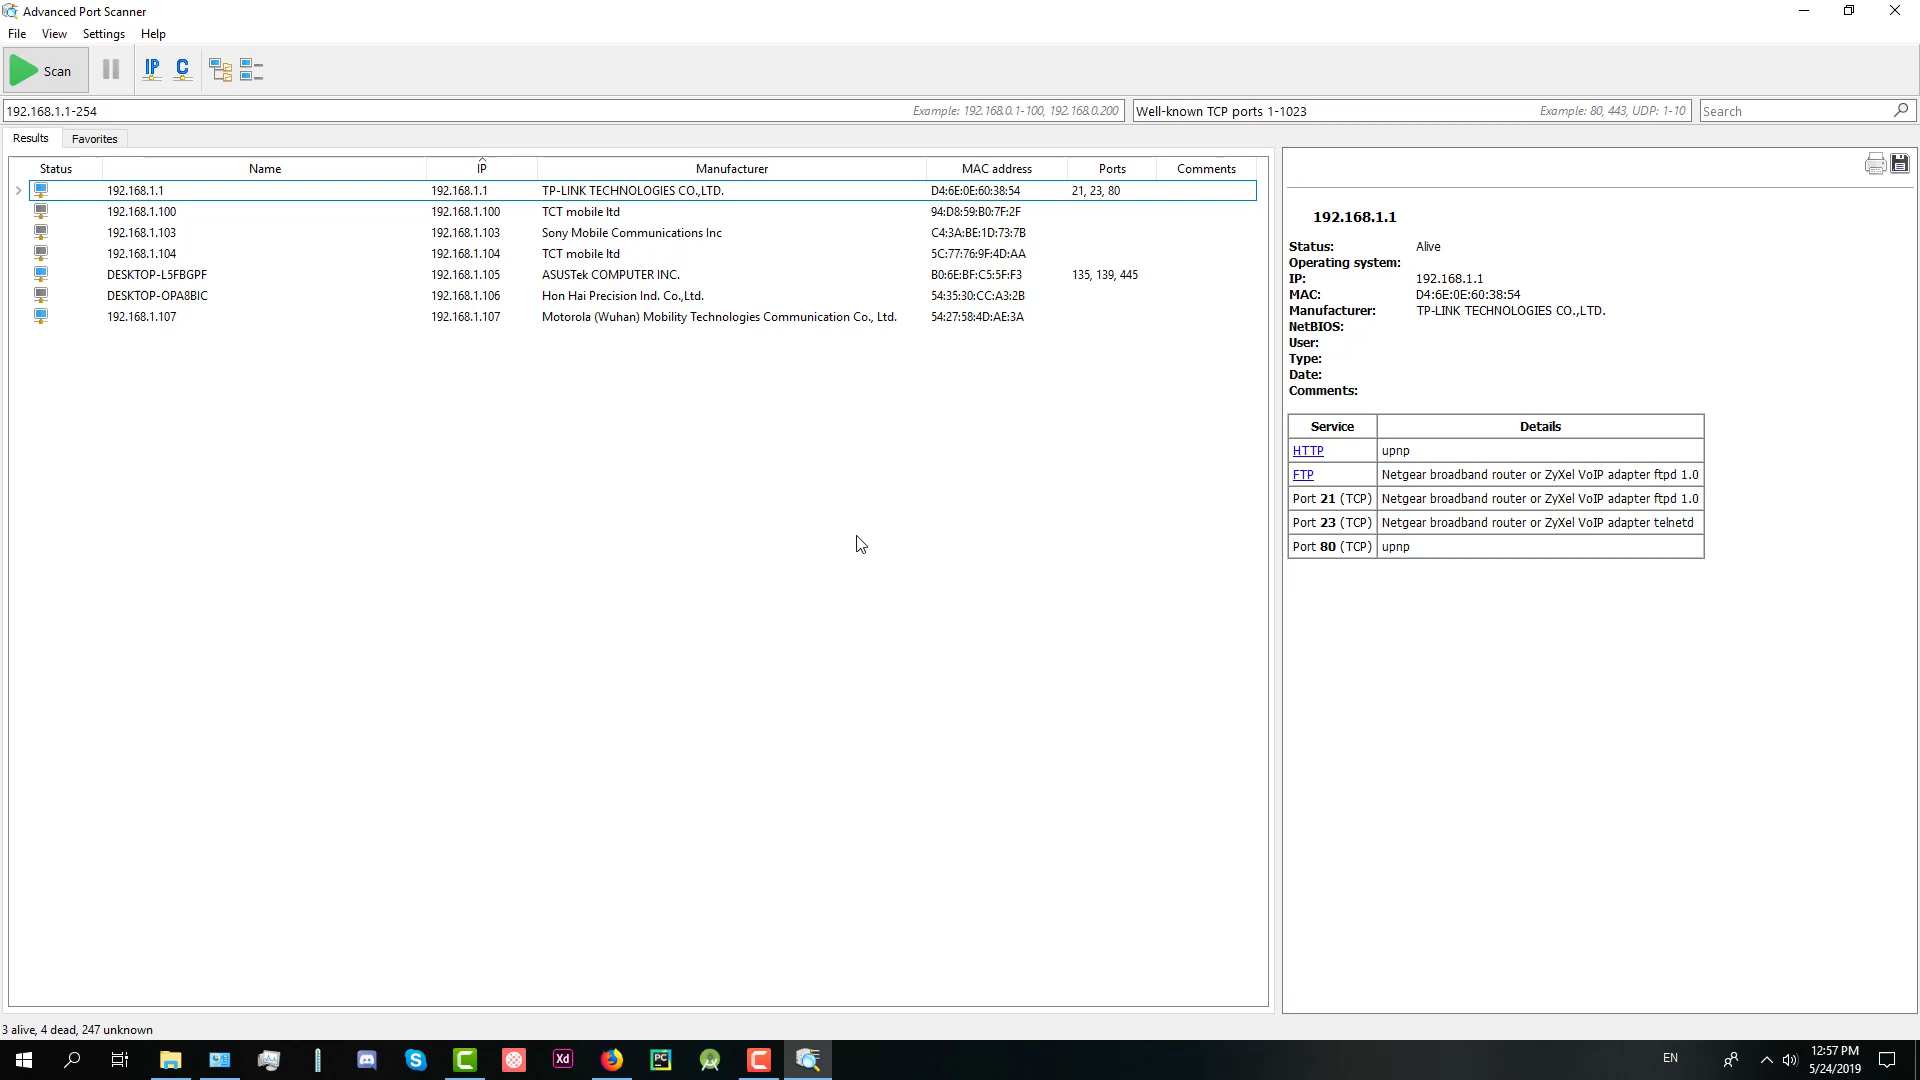 Advanced Port Scanner
File View Settings Help
Scan IP C
192.168.1.1-254 Example: 192.168.0.1-100, 192.168.0.200 Well-known TCP ports 1-1023 Example: 80, 443, UDP: 1-10 Search
Results Favorites
Status Name IP Manufacturer MAC address Ports Comments
192.168.1.1 192.168.1.1 TP-LINK TECHNOLOGIES CO.,LTD. D4:6E:0E:60:38:54 21, 23, 80
192.168.1.100 192.168.1.100 TCT mobile ltd 94:D8:59:B0:7F:2F
192.168.1.103 192.168.1.103 Sony Mobile Communications Inc C4:3A:BE:1D:73:7B
192.168.1.104 192.168.1.104 TCT mobile ltd 5C:77:76:9F:4D:AA
DESKTOP-L5FBGPF 192.168.1.105 ASUSTek COMPUTER INC. B0:6E:BF:C5:5F:F3 135, 139, 445
DESKTOP-OPA8BIC 192.168.1.106 Hon Hai Precision Ind. Co.,Ltd. 54:35:30:CC:A3:2B
192.168.1.107 192.168.1.107 Motorola (Wuhan) Mobility Technologies Communication Co., Ltd. 54:27:58:4D:AE:3A
192.168.1.1
Status: Alive
Operating system:
IP: 192.168.1.1
MAC: D4:6E:0E:60:38:54
Manufacturer: TP-LINK TECHNOLOGIES CO.,LTD.
NetBIOS:
User:
Type:
Date:
Comments:
Service Details
HTTP upnp
FTP Netgear broadband router or ZyXel VoIP adapter ftpd 1.0
Port 21 (TCP) Netgear broadband router or ZyXel VoIP adapter ftpd 1.0
Port 23 (TCP) Netgear broadband router or ZyXel VoIP adapter telnetd
Port 80 (TCP) upnp
3 alive, 4 dead, 247 unknown
Xd PC EN 12:57 PM
5/24/2019